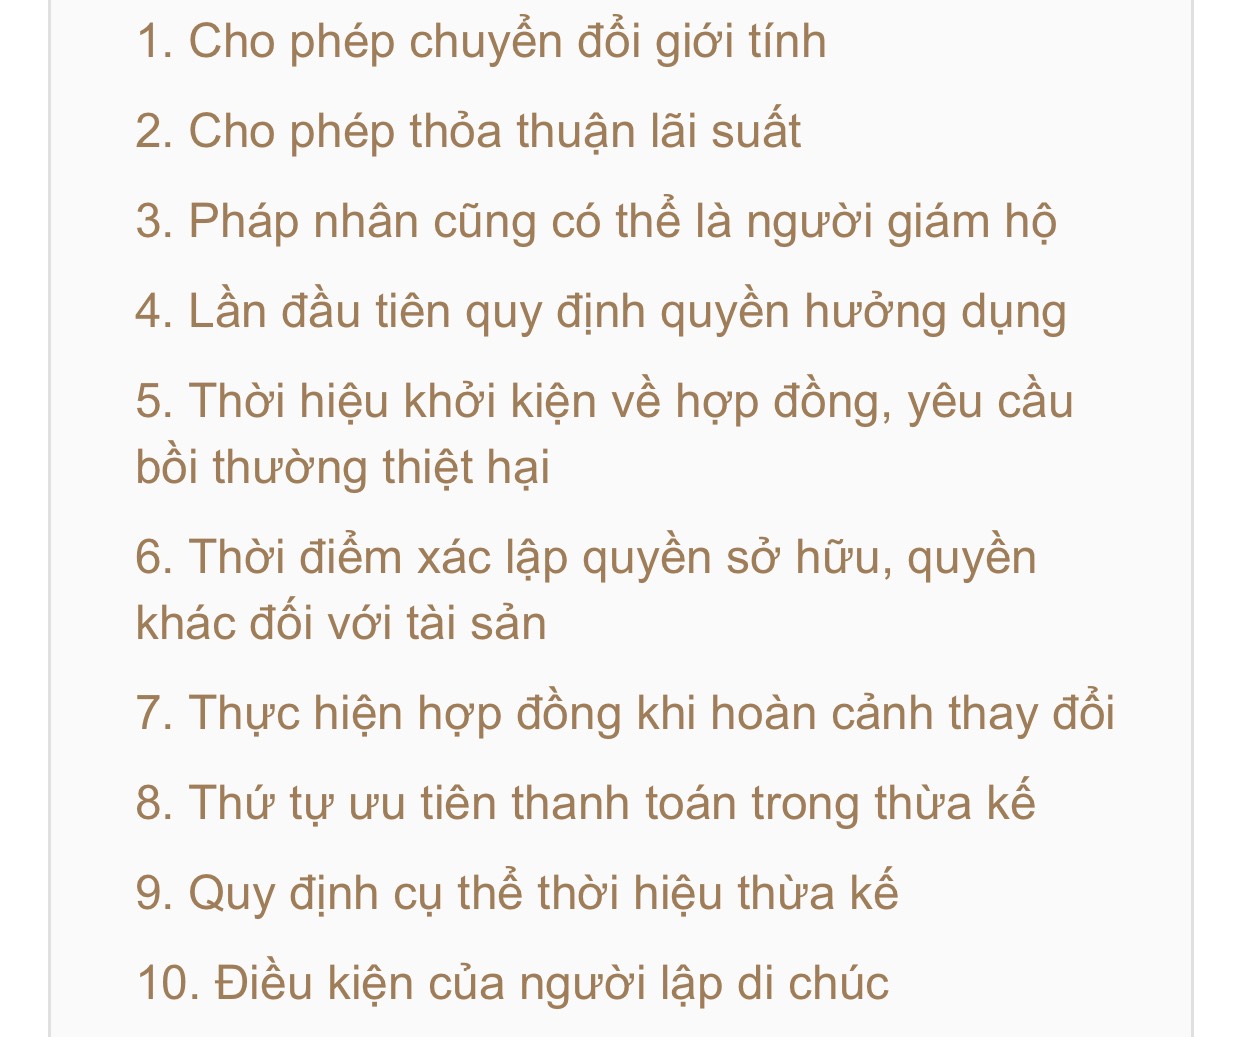 1. Cho phép chuyển đổi giới tính
2. Cho phép thỏa thuận lãi suất
3. Pháp nhân cũng có thể là người giám hộ
4. Lần đầu tiên quy định quyền hưởng dụng
5. Thời hiệu khởi kiện về hợp đồng, yêu cầu
bồi thường thiệt hại
6. Thời điểm xác lập quyền sở hữu, quyền
khác đối với tài sản
7. Thực hiện hợp đồng khi hoàn cảnh thay đổi
8. Thứ tự ưu tiên thanh toán trong thừa kế
9. Quy định cụ thể thời hiệu thừa kế
10. Điều kiện của người lập di chúc